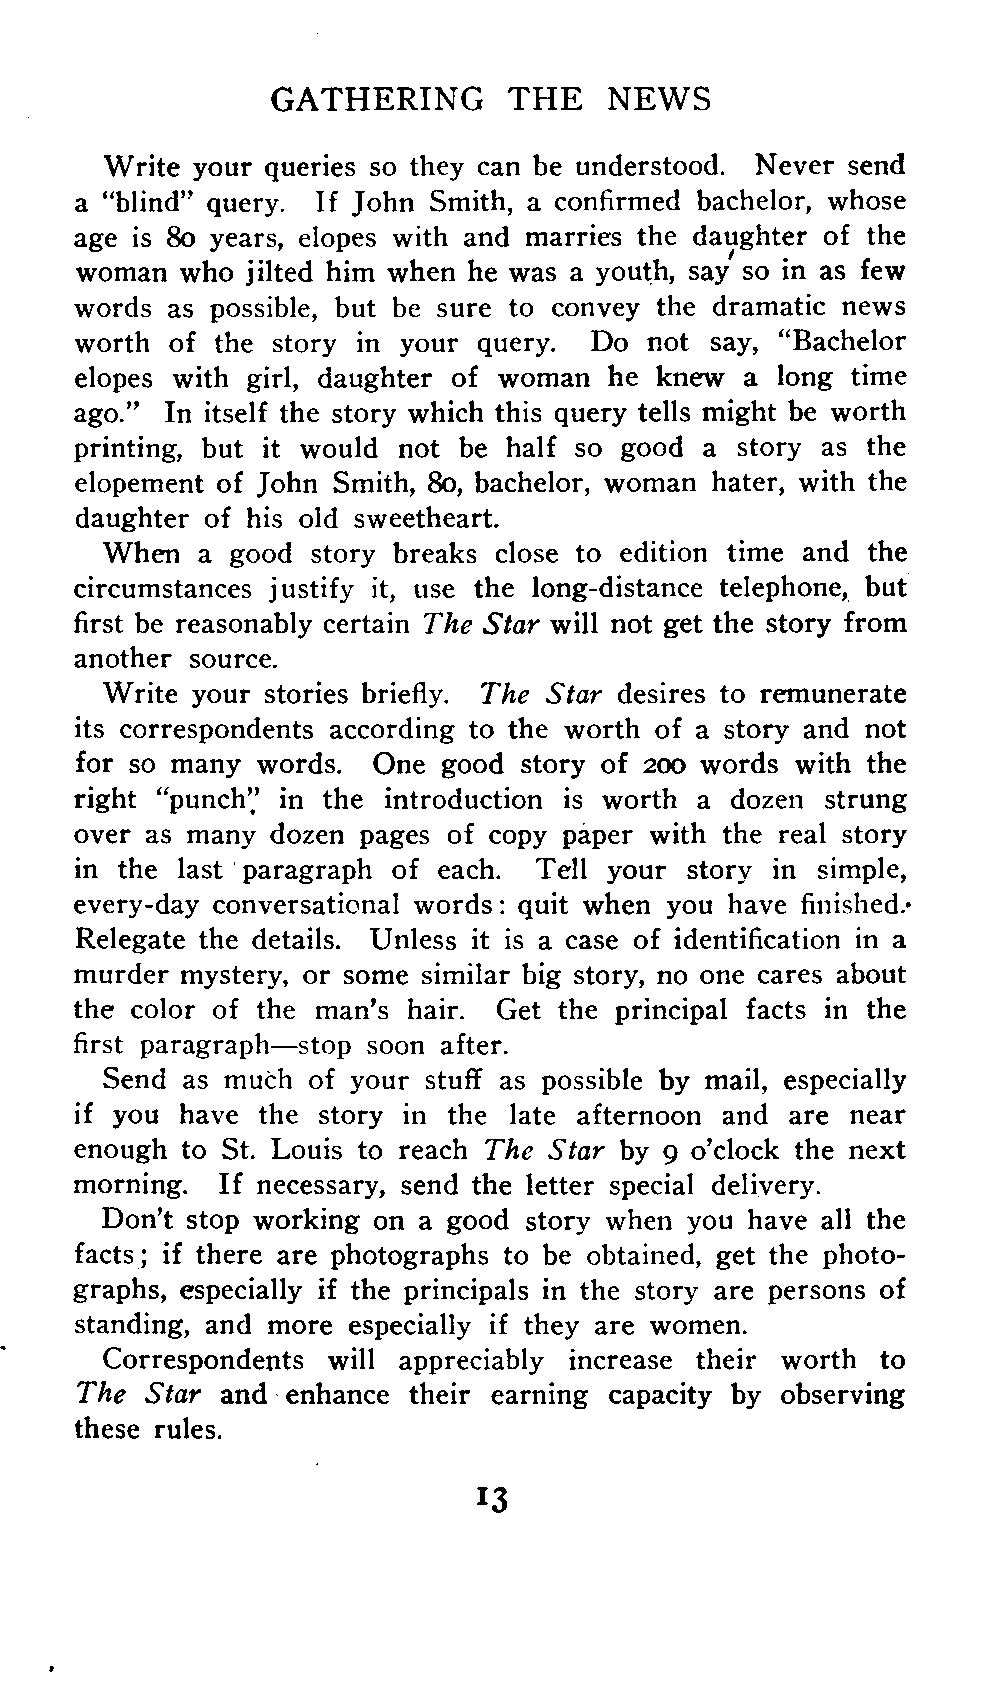 GATHERING THE NEWS
Write your queries so they can be understood. Never send
a "blind" query. If John Smith, a confirmed bachelor, whose
age is 80 years, elopes with and marries the daughter of the
woman who jilted him when he was a youth, say so in as few
words as possible, but be sure to convey the dramatic news
worth of the story in your query. Do not say, "Bachelor
elopes with girl, daughter of woman he knew a long time
ago." In itself the story which this query tells might be worth
printing, but it would not be half so good a story as the
elopement of John Smith, 80, bachelor, woman hater, with the
daughter of his old sweetheart.
When a good story breaks close to edition time and the
circumstances justify it, use the long-distance telephone, but
first be reasonably certain The Star will not get the story from
another source.
Write your stories briefly. The Star desires to remunerate
its correspondents according to the worth of a story and not
for so many words. One good story of 200 words with the
right "punch" in the introduction is worth a dozen strung
over as many dozen pages of copy paper with the real story
in the last paragraph of each. Tell your story in simple,
every-day conversational words: quit when you have finished.
Relegate the details. Unless it is a case of identification in a
murder mystery, or some similar big story, no one cares about
the color of the man's hair. Get the principal facts in the
first paragraph—stop soon after.
Send as much of your stuff as possible by mail, especially
if you have the story in the late afternoon and are near
enough to St. Louis to reach The Star by 9 o'clock the next
morning. If necessary, send the letter special delivery.
Don't stop working on a good story when you have all the
facts; if there are photographs to be obtained, get the photo-
graphs, especially if the principals in the story are persons of
standing, and more especially if they are women.
Correspondents will appreciably increase their worth to
The Star and enhance their earning capacity by observing
these rules.
13